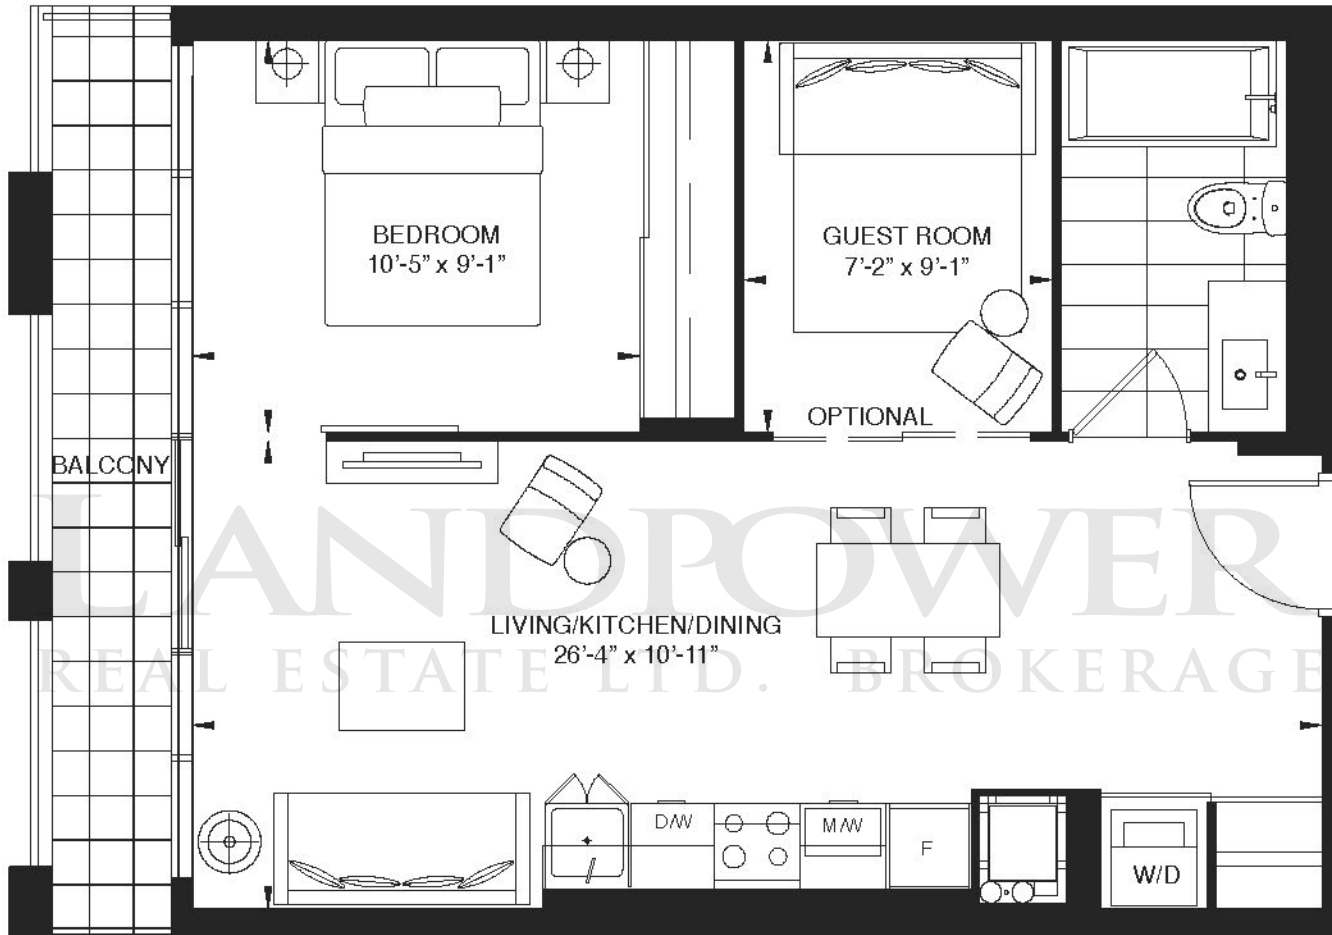 BEDROOM
10'-5" x 9'-1"
GUEST ROOM
7'-2" x 9'-1"
OPTIONAL
BALCONY
LANDPOWER
LIVING/KITCHEN/DINING
26'-4" x 10'-11"
REAL ESTATE LTD. BROKERAGE
D/W
M/W
F
W/D